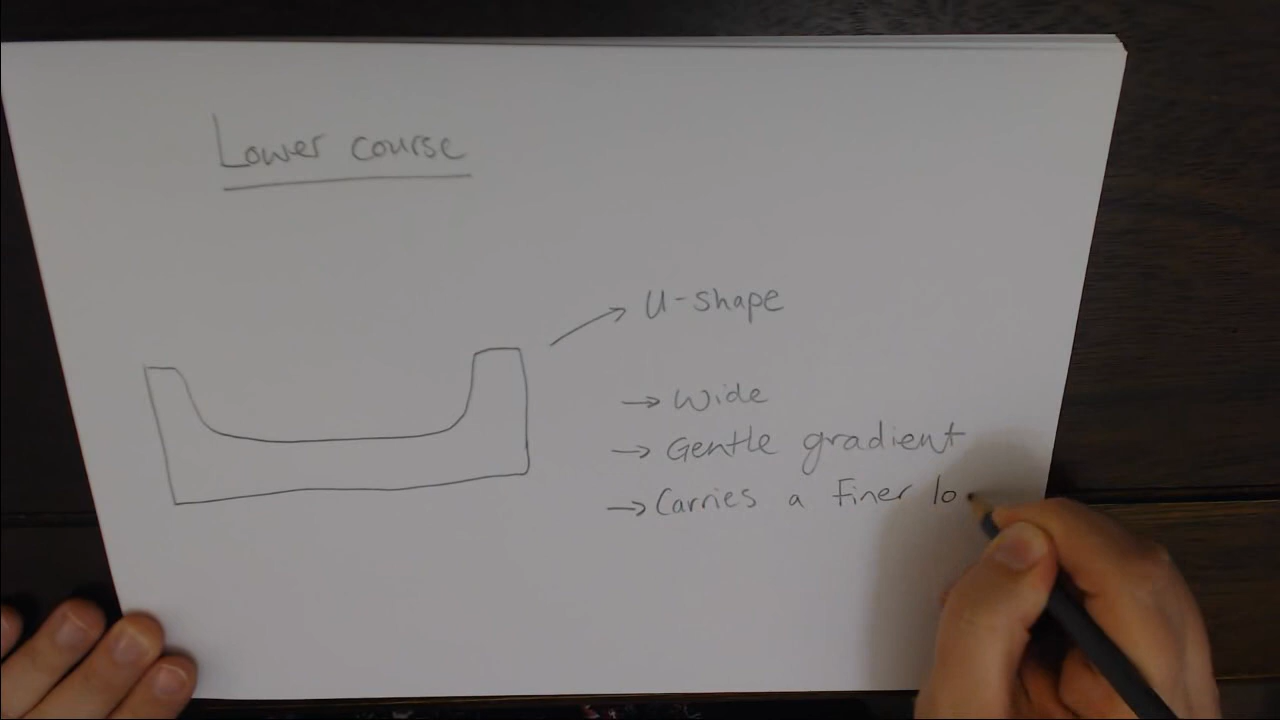 Lower course
→ U-shape
→ Wide
→ Gentle gradient
→ Carries a finer lo